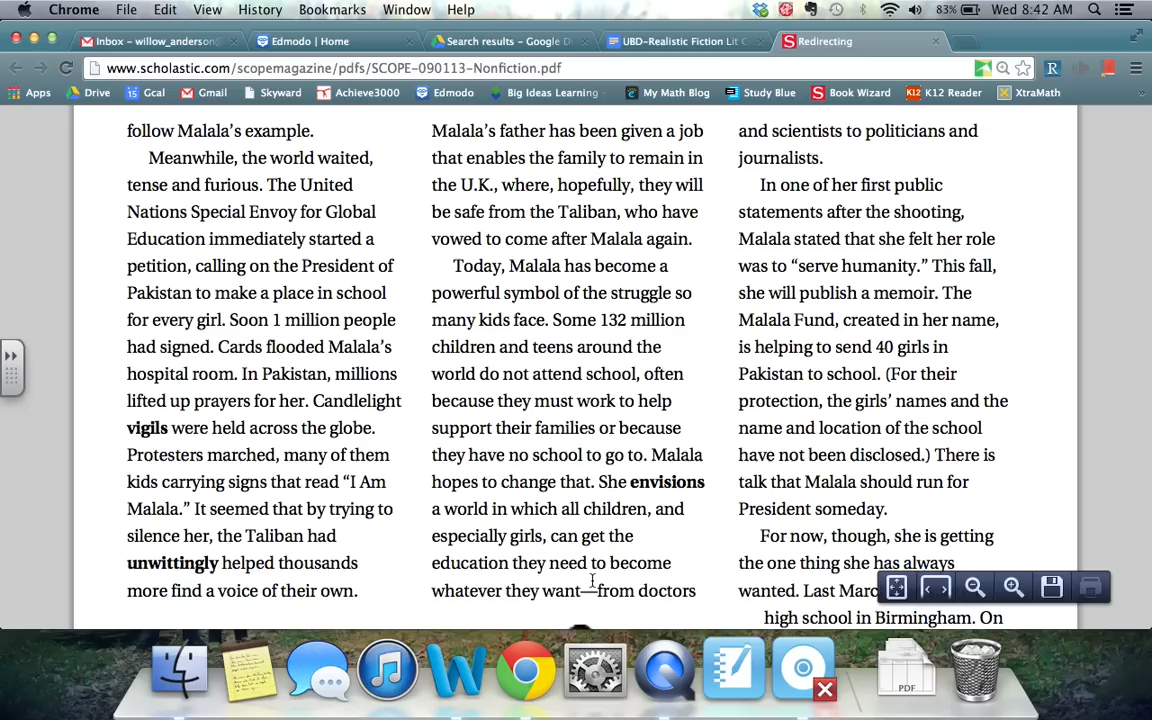 Chrome File Edit View History Bookmarks Window Help 83% Wed 8:42 AM
Inbox - willow_anderson Edmodo | Home Search results - Google D UBD-Realistic Fiction Lit C Redirecting
www.scholastic.com/scopemagazine/pdfs/SCOPE-090113-Nonfiction.pdf
Apps Drive Gcal Gmail Skyward Achieve3000 Edmodo Big Ideas Learning My Math Blog Study Blue Book Wizard K12 Reader XtraMath
follow Malala's example.
Meanwhile, the world waited,
tense and furious. The United
Nations Special Envoy for Global
Education immediately started a
petition, calling on the President of
Pakistan to make a place in school
for every girl. Soon 1 million people
had signed. Cards flooded Malala's
hospital room. In Pakistan, millions
lifted up prayers for her. Candlelight
vigils were held across the globe.
Protesters marched, many of them
kids carrying signs that read “I Am
Malala.” It seemed that by trying to
silence her, the Taliban had
unwittingly helped thousands
more find a voice of their own.
Malala's father has been given a job
that enables the family to remain in
the U.K., where, hopefully, they will
be safe from the Taliban, who have
vowed to come after Malala again.
Today, Malala has become a
powerful symbol of the struggle so
many kids face. Some 132 million
children and teens around the
world do not attend school, often
because they must work to help
support their families or because
they have no school to go to. Malala
hopes to change that. She envisions
a world in which all children, and
especially girls, can get the
education they need to become
whatever they want—from doctors
and scientists to politicians and
journalists.
In one of her first public
statements after the shooting,
Malala stated that she felt her role
was to “serve humanity.” This fall,
she will publish a memoir. The
Malala Fund, created in her name,
is helping to send 40 girls in
Pakistan to school. (For their
protection, the girls' names and the
name and location of the school
have not been disclosed.) There is
talk that Malala should run for
President someday.
For now, though, she is getting
the one thing she has always
wanted. Last Marc
high school in Birmingham. On
PDF